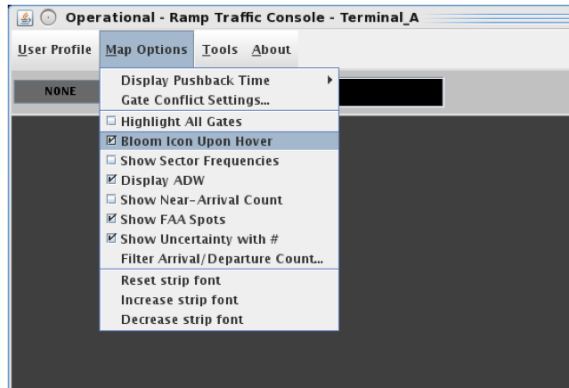 Operational - Ramp Traffic Console - Terminal_A
User Profile Map Options Tools About
NONE
Display Pushback Time
Gate Conflict Settings...
Highlight All Gates
Bloom Icon Upon Hover
Show Sector Frequencies
Display ADW
Show Near-Arrival Count
Show FAA Spots
Show Uncertainty with #
Filter Arrival/Departure Count...
Reset strip font
Increase strip font
Decrease strip font